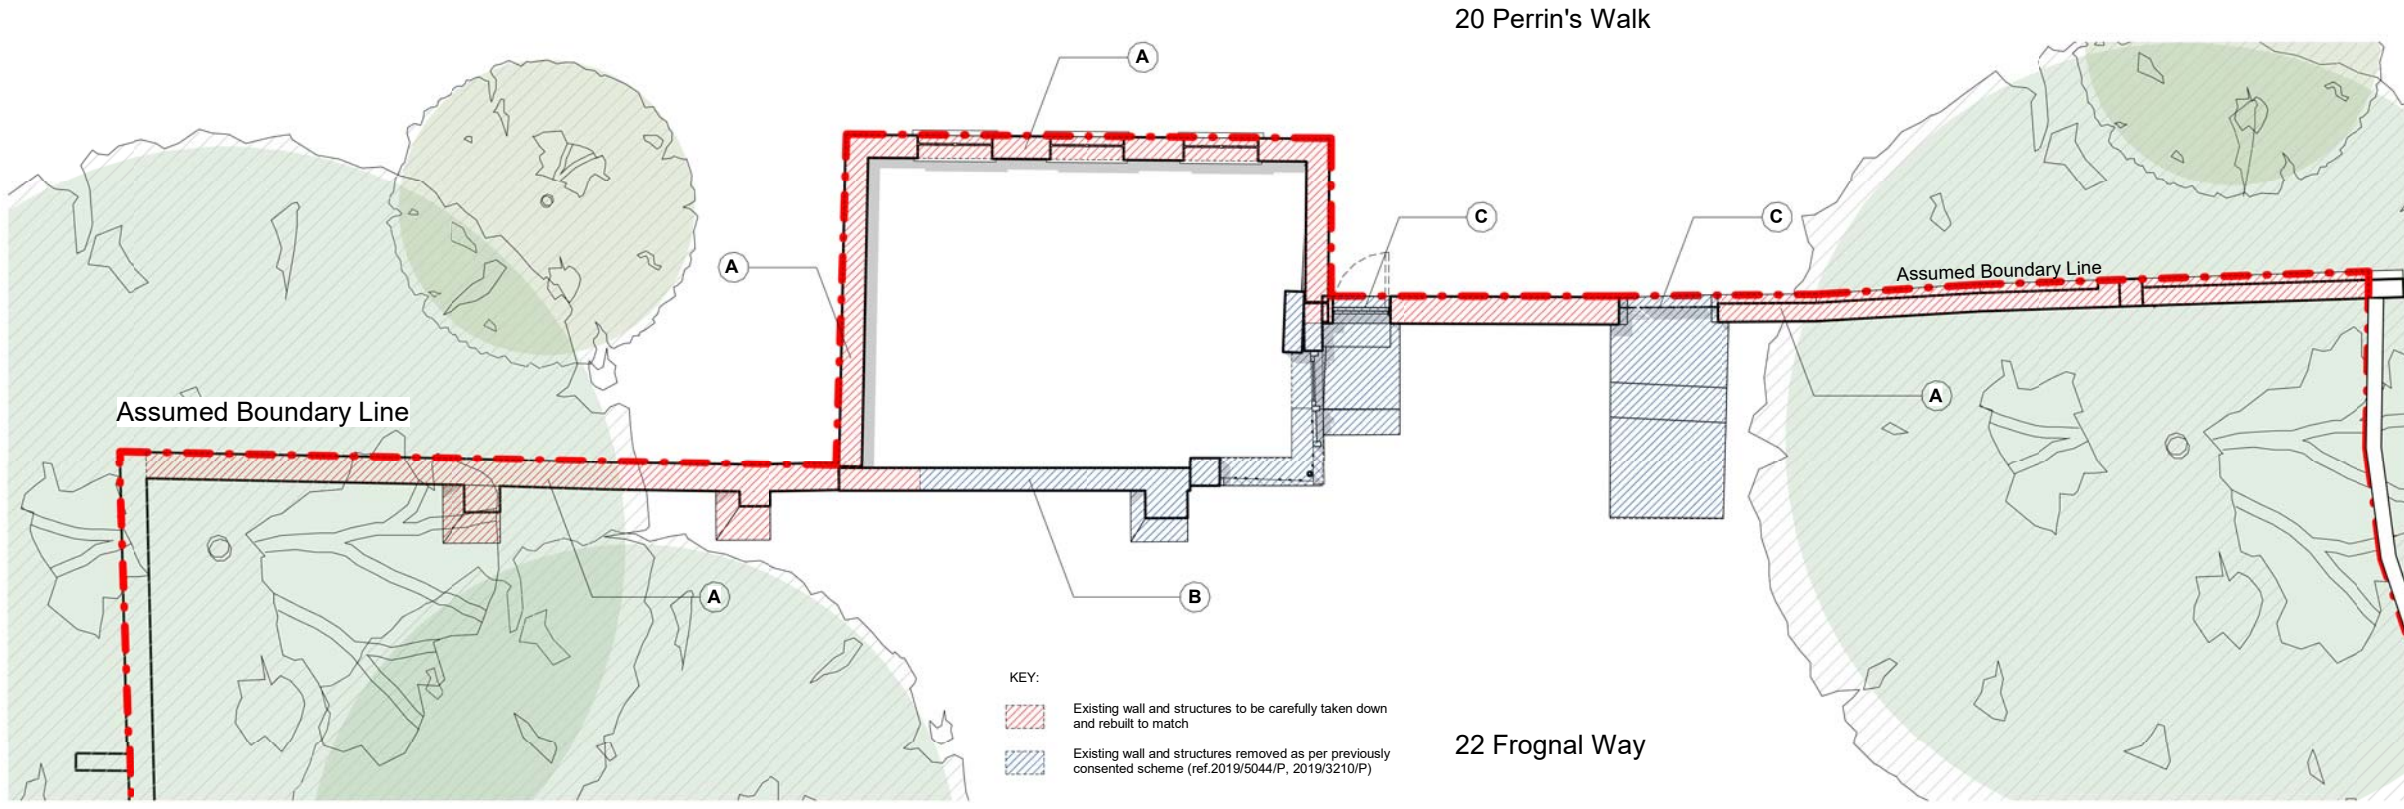 20 Perrin's Walk
A
C
C
A
Assumed Boundary Line
A
Assumed Boundary Line
A
B
KEY:
Existing wall and structures to be carefully taken down
and rebuilt to match
22 Frognal Way
Existing wall and structures removed as per previously
consented scheme (ref.2019/5044/P, 2019/3210/P)